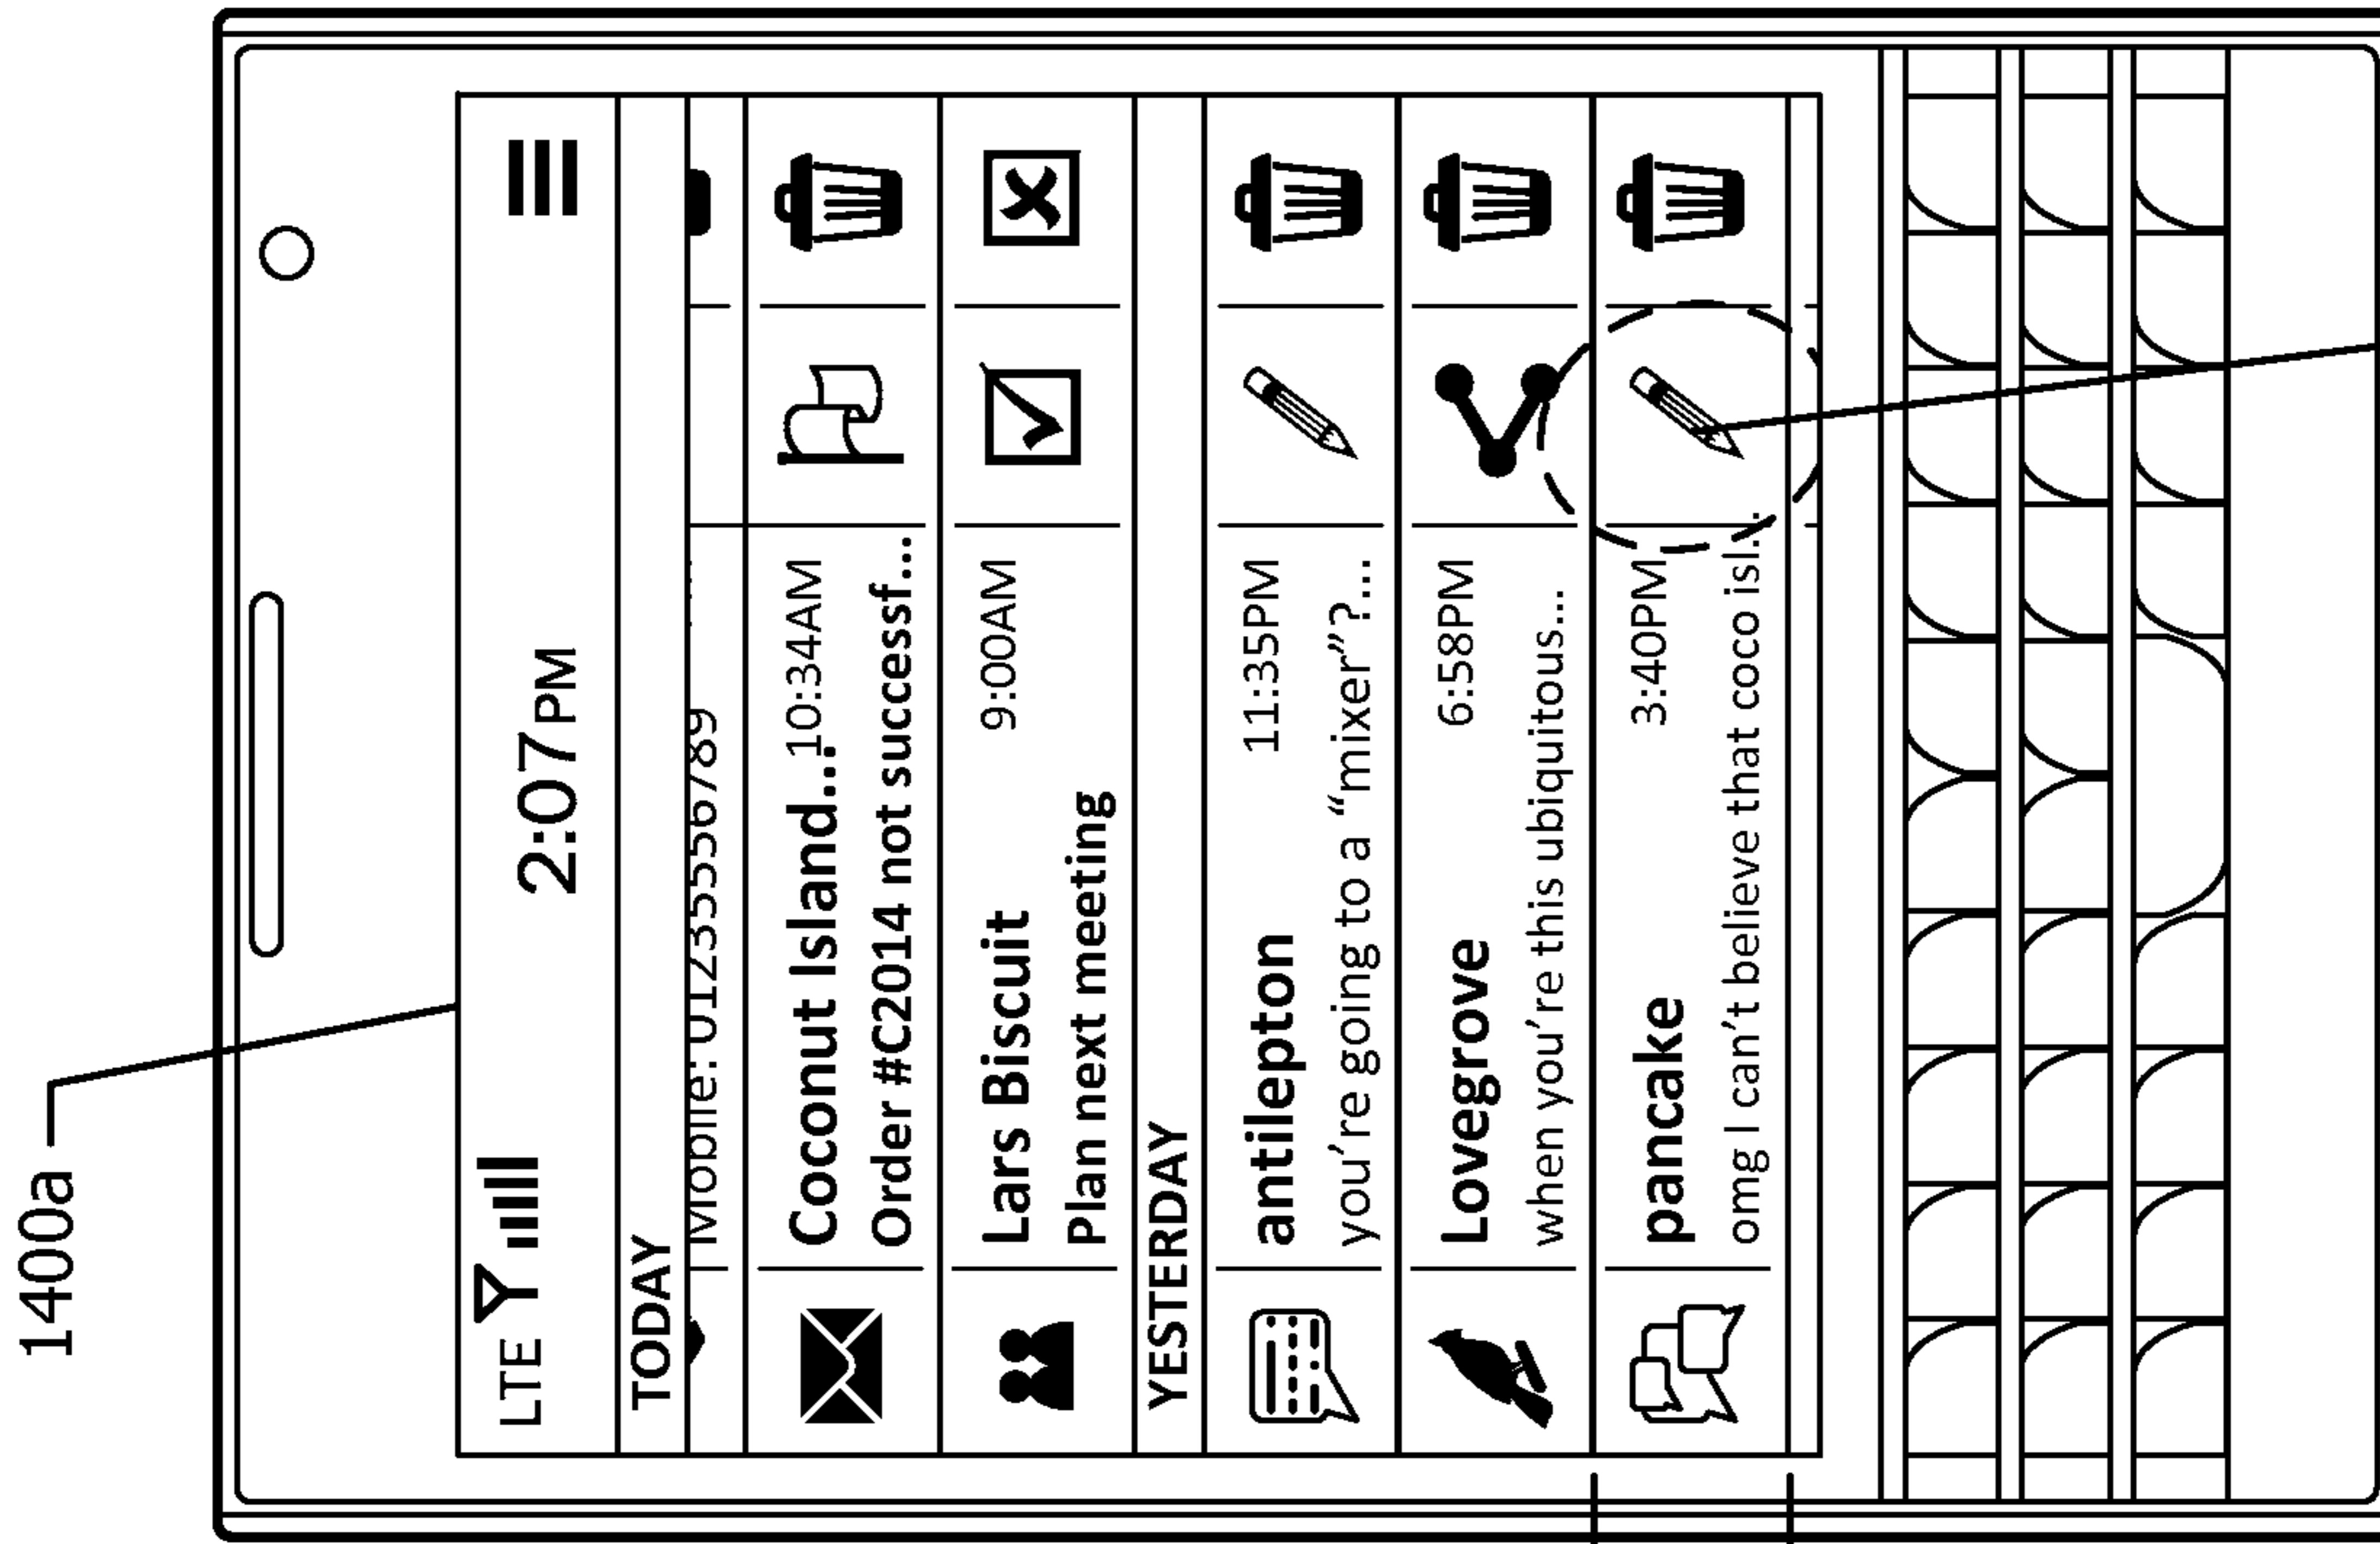 1400a
LTE 2:07PM
TODAY
Mobile: 01235556789
Coconut Island... 10:34AM
Order #C2014 not successf...
Lars Biscuit 9:00AM
Plan next meeting
YESTERDAY
antilepton 11:35PM
you're going to a “mixer”?...
Lovegrove 6:58PM
when you're this ubiquitous...
pancake 3:40PM
omg I can't believe that coco isl...